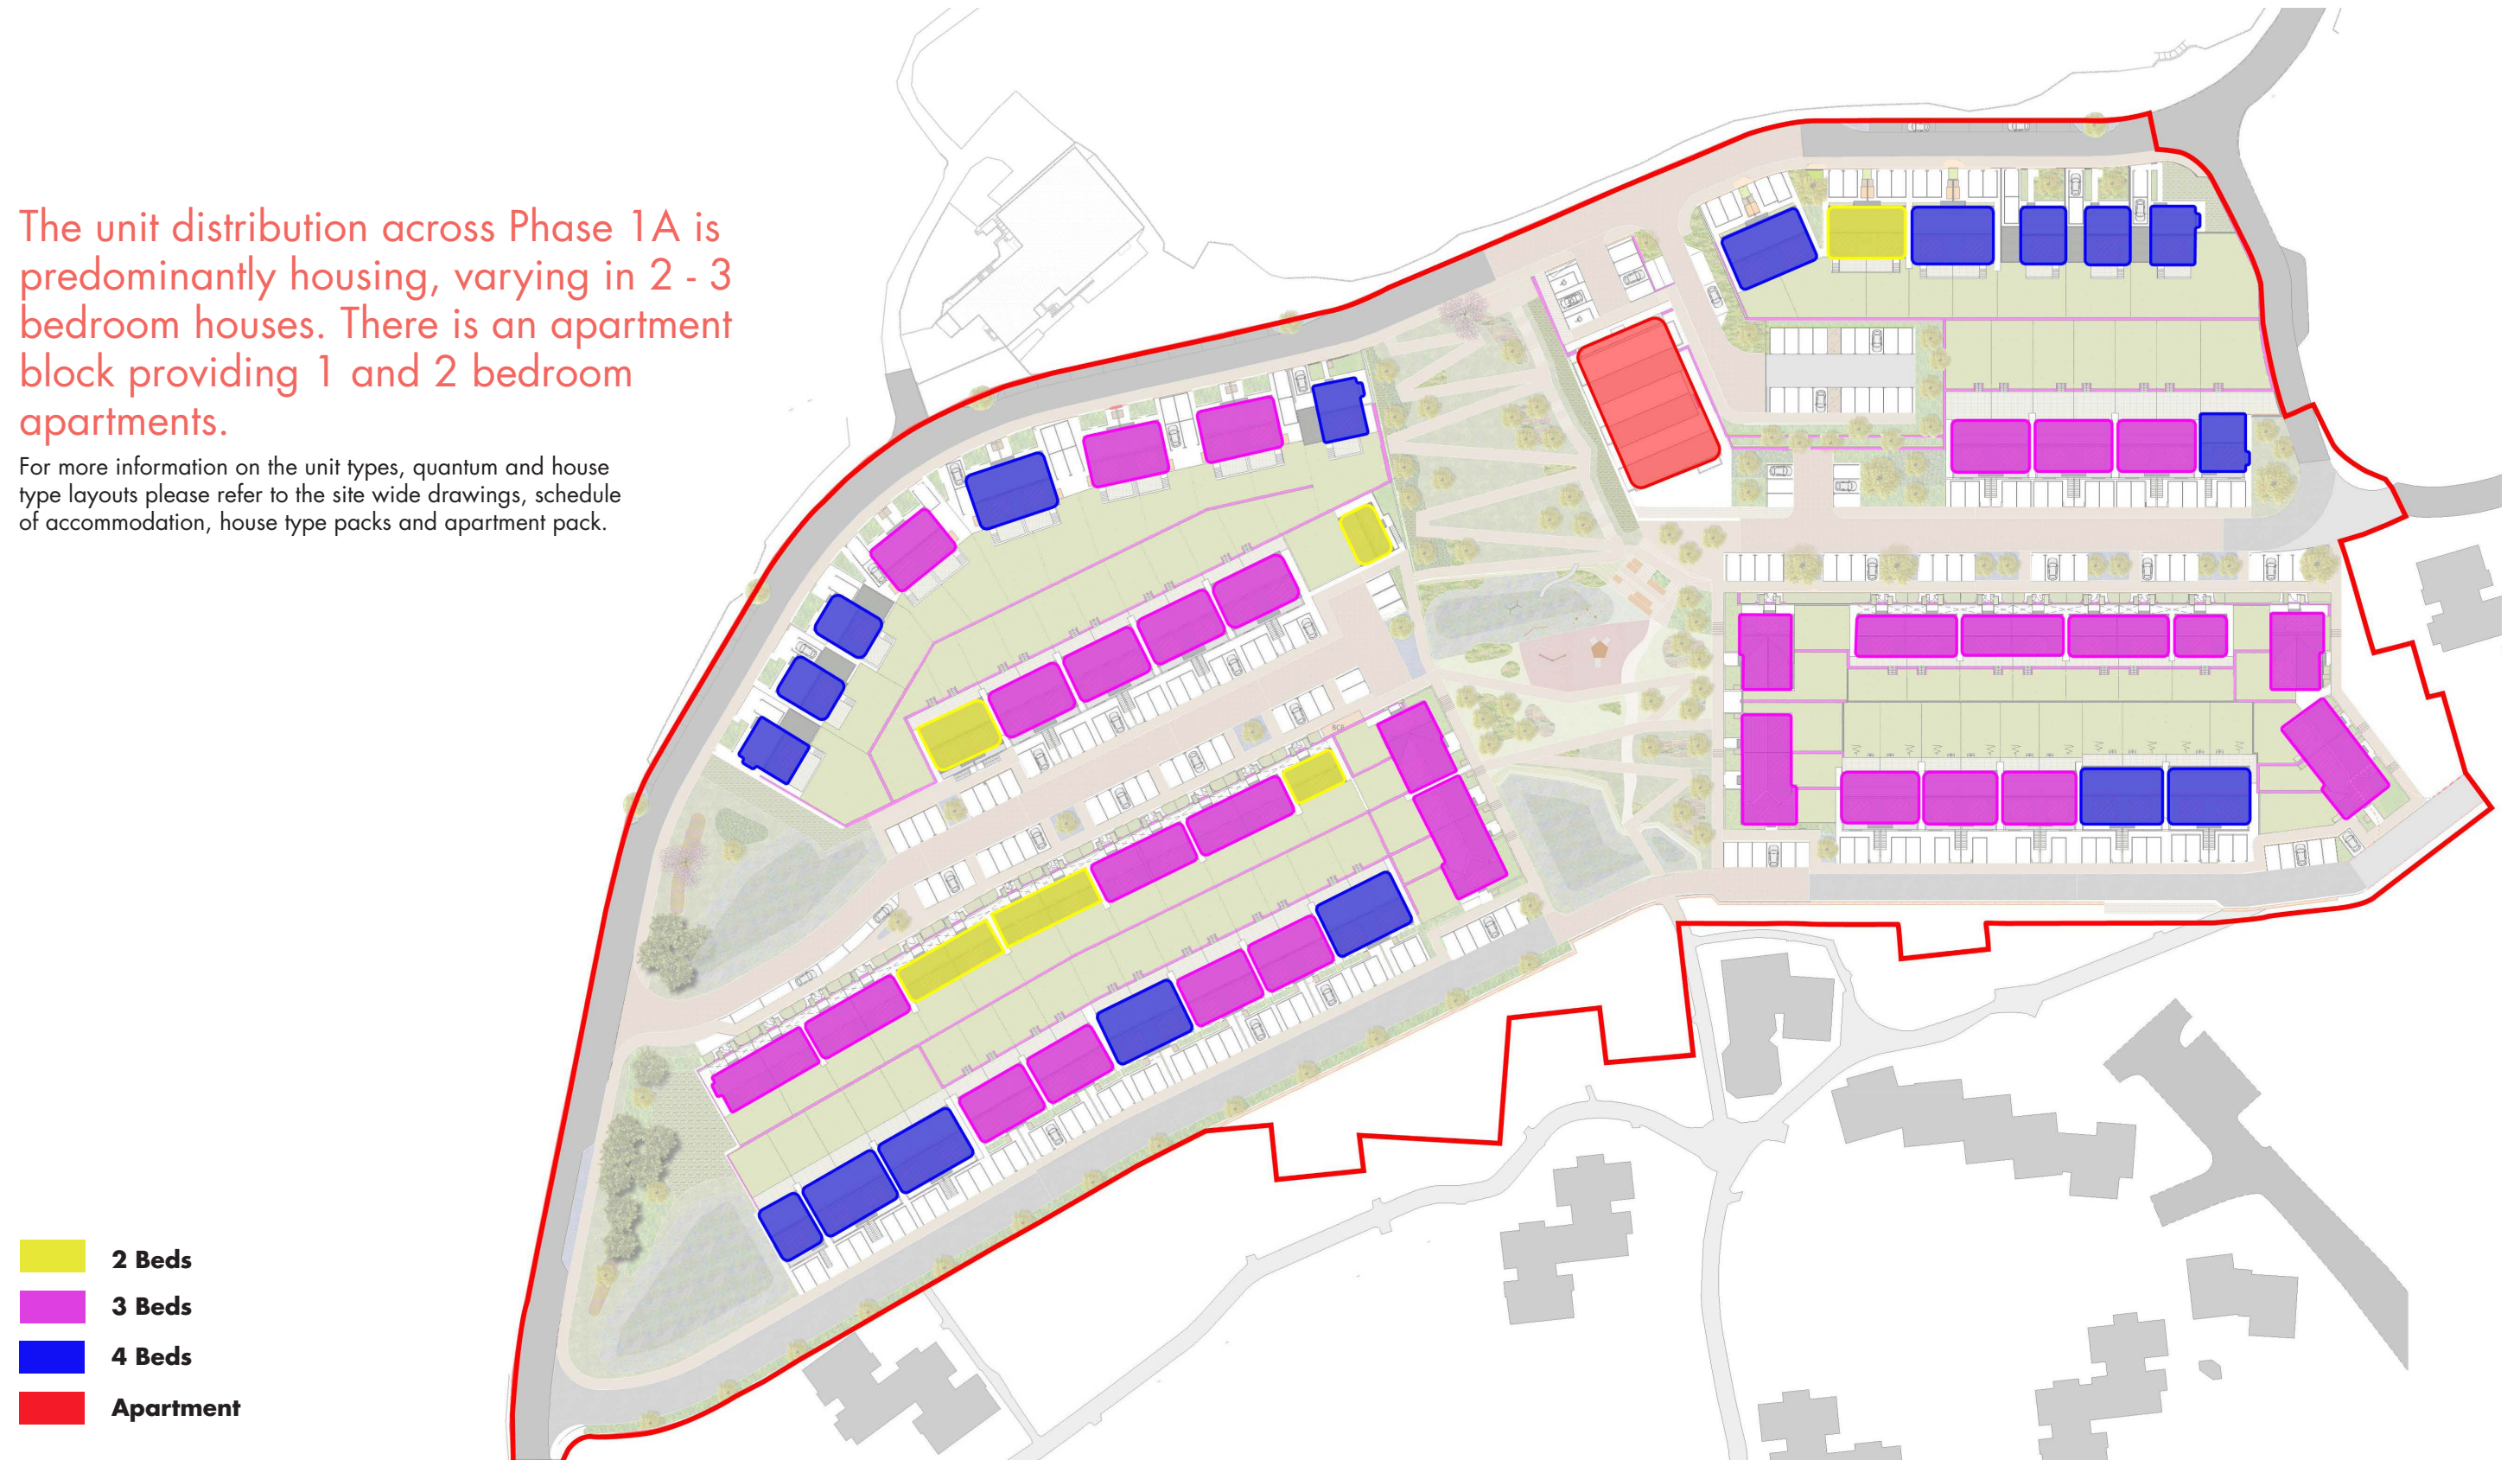 The unit distribution across Phase 1A is
predominantly housing, varying in 2 - 3
bedroom houses. There is an apartment
block providing 1 and 2 bedroom
apartments.
For more information on the unit types, quantum and house
type layouts please refer to the site wide drawings, schedule
of accommodation, house type packs and apartment pack.
2 Beds
3 Beds
4 Beds
Apartment